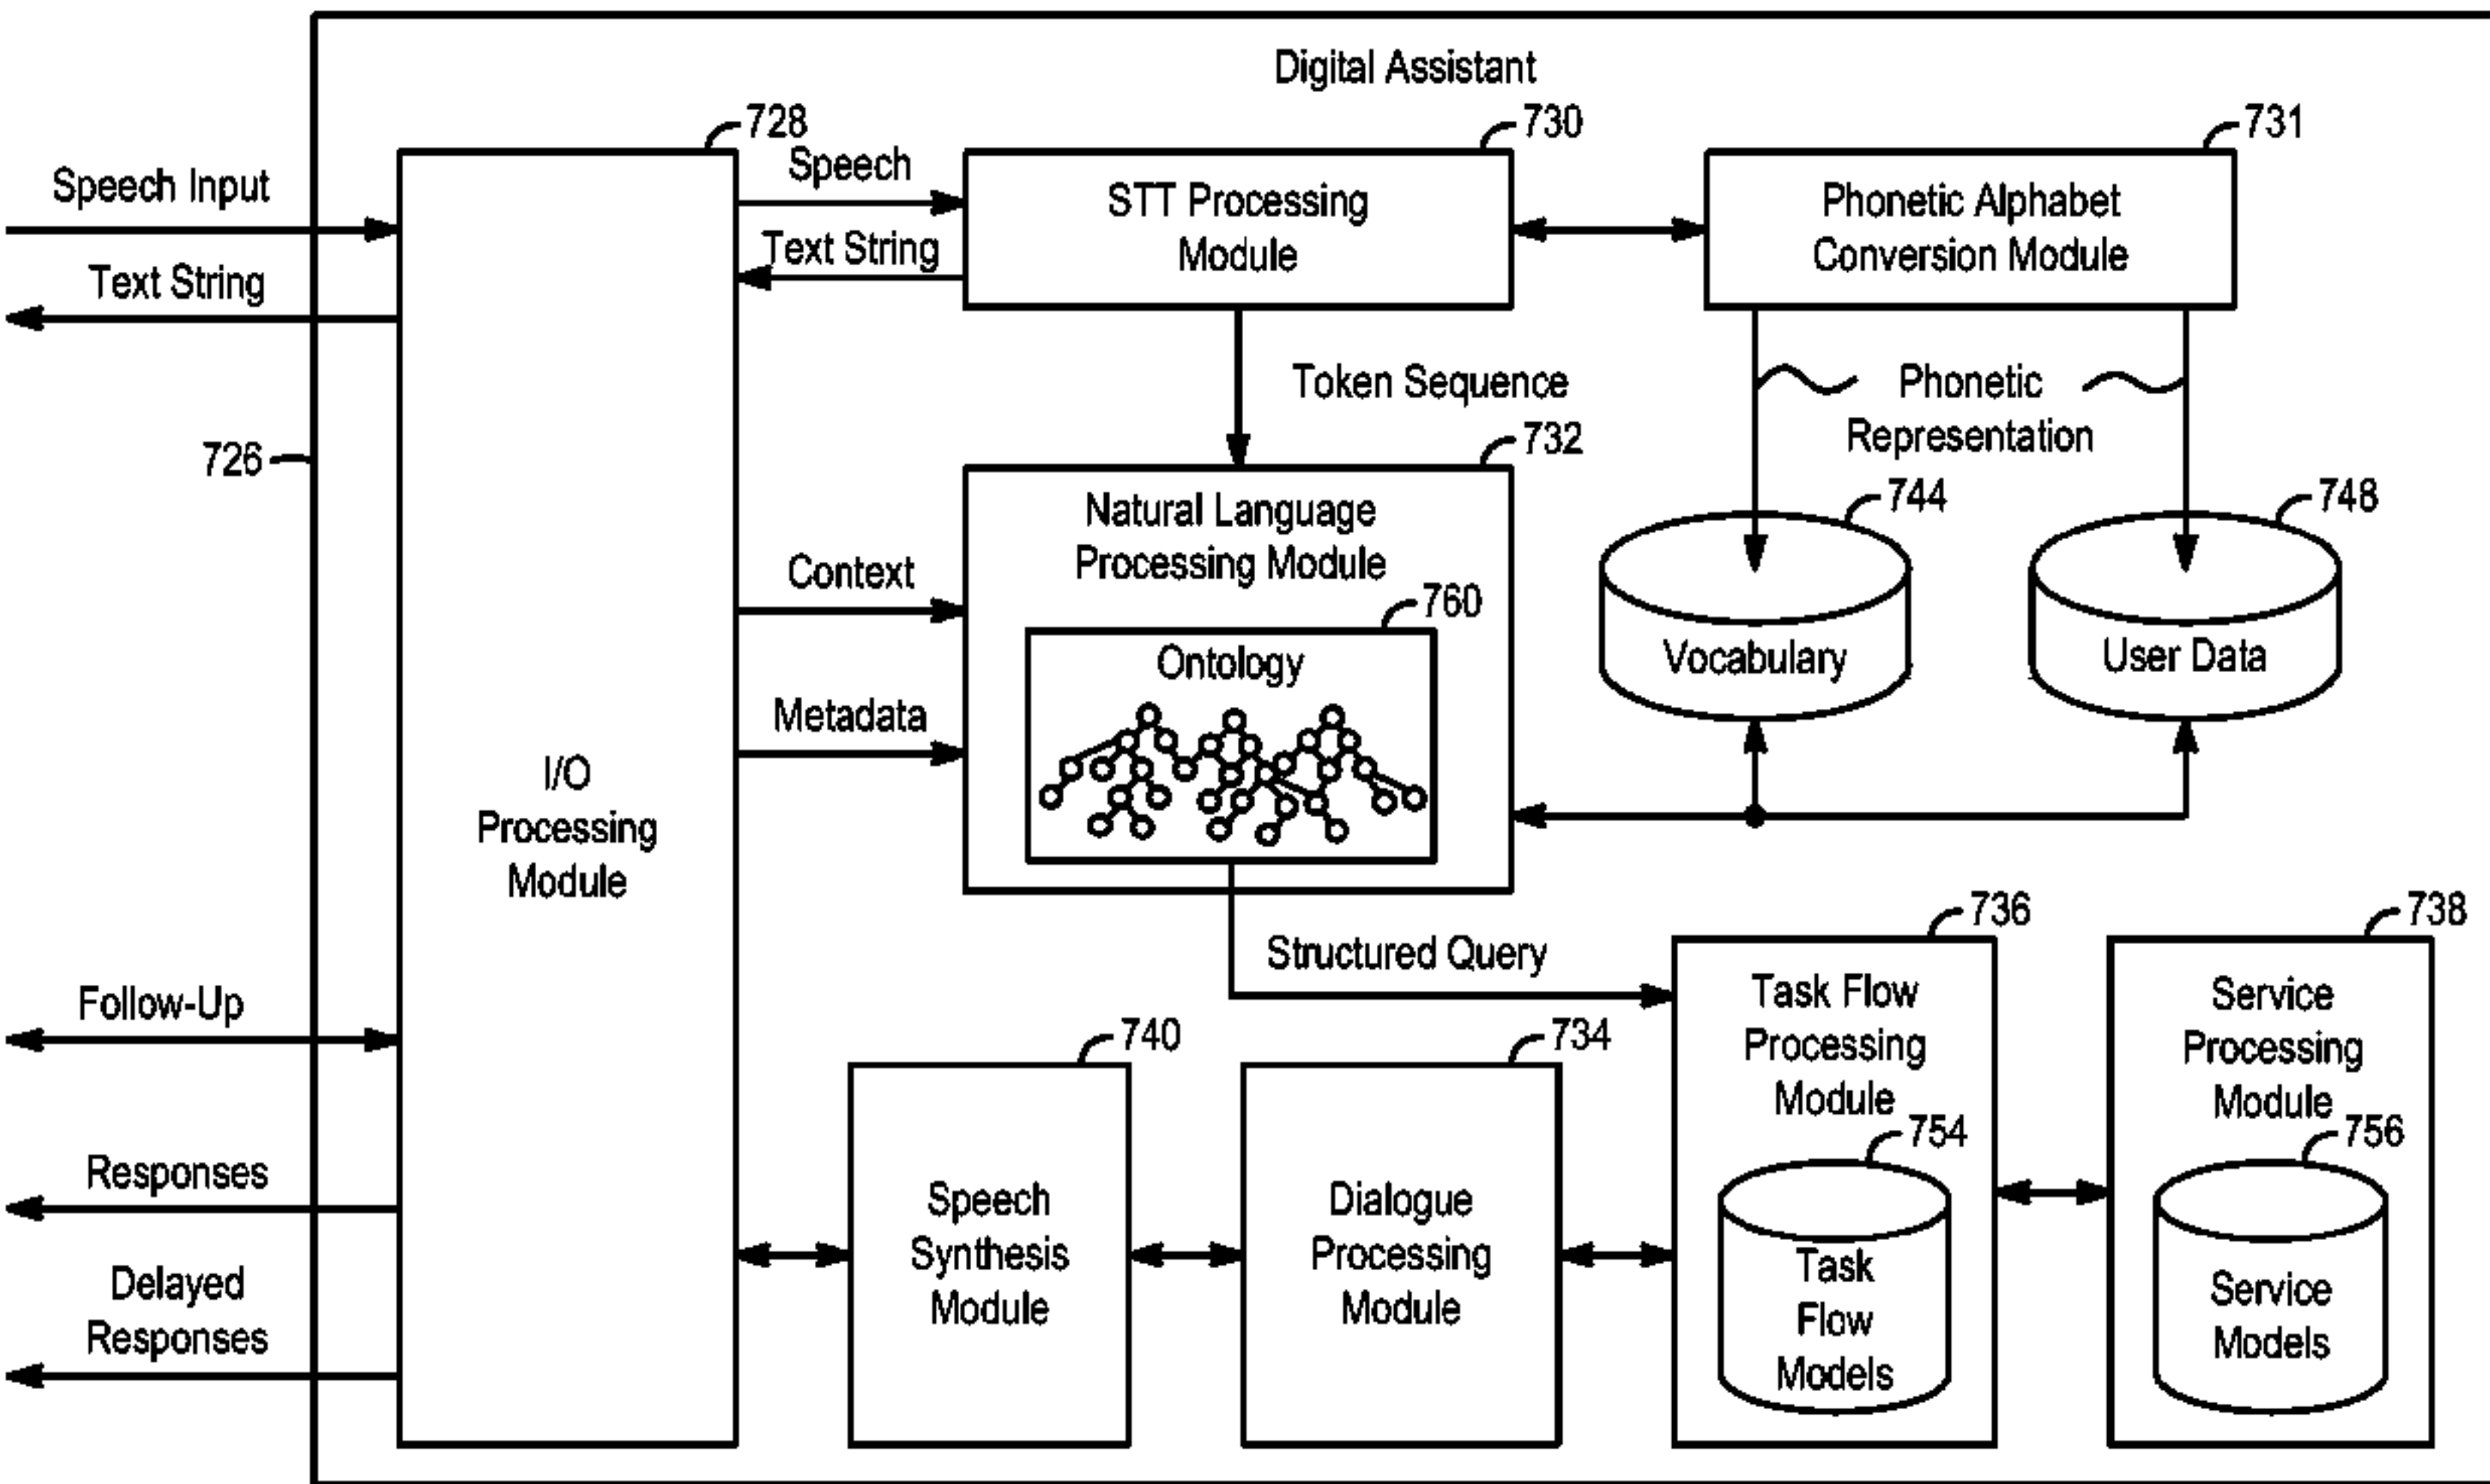 Digital Assistant
728
730
731
Speech Input
Speech
STT Processing
Module
Phonetic Alphabet
Conversion Module
Text String
Text String
Token Sequence
Phonetic
Representation
726
732
744
748
Natural Language
Processing Module
Context
760
Ontology
Vocabulary
User Data
Metadata
I/O
Processing
Module
736
738
Structured Query
Task Flow
Processing
Module
Service
Processing
Module
Follow-Up
740
734
754
756
Responses
Speech
Synthesis
Module
Dialogue
Processing
Module
Task
Flow
Models
Service
Models
Delayed
Responses